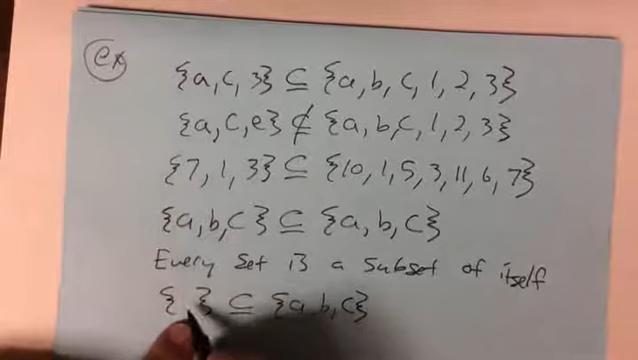 ex
{a, c, 3} ⊆ {a, b, c, 1, 2, 3}
{a, c, e} ⊄ {a, b, c, 1, 2, 3}
{7, 1, 3} ⊆ {10, 1, 5, 3, 11, 6, 7}
{a, b, c} ⊆ {a, b, c}
Every set is a subset of itself
{ } ⊆ {a, b, c}